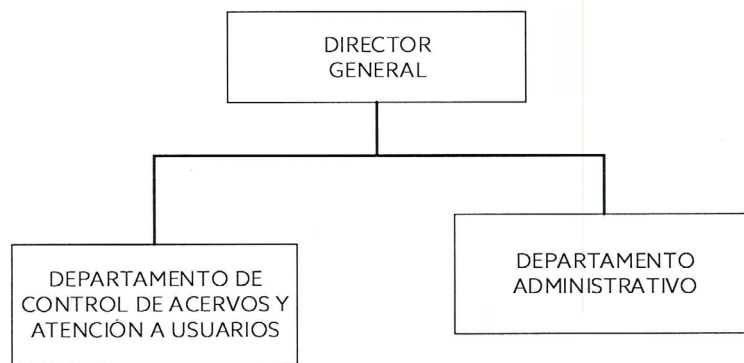 DIRECTOR
GENERAL
DEPARTAMENTO DE
CONTROL DE ACERVOS Y
ATENCIÓN A USUARIOS
DEPARTAMENTO
ADMINISTRATIVO